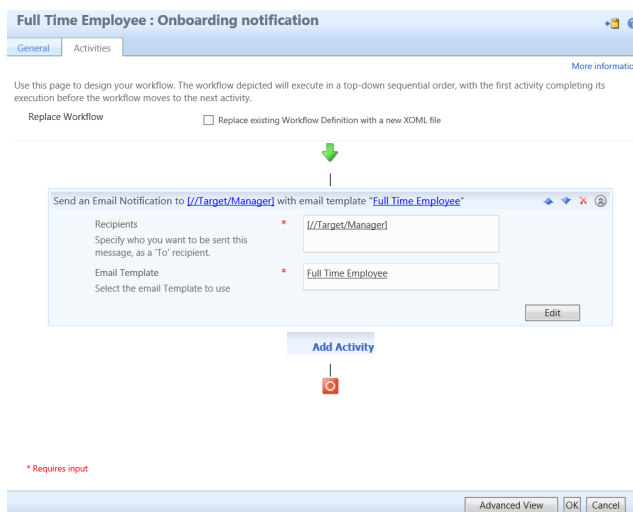 Full Time Employee : Onboarding notification
General Activities
More informatio
Use this page to design your workflow. The workflow depicted will execute in a top-down sequential order, with the first activity completing its
execution before the workflow moves to the next activity.
Replace Workflow Replace existing Workflow Definition with a new XOML file
Send an Email Notification to [//Target/Manager] with email template "Full Time Employee"
Recipients * [//Target/Manager]
Specify who you want to be sent this
message, as a 'To' recipient.
Email Template * Full Time Employee
Select the email Template to use
Edit
Add Activity
* Requires input
Advanced View OK Cancel